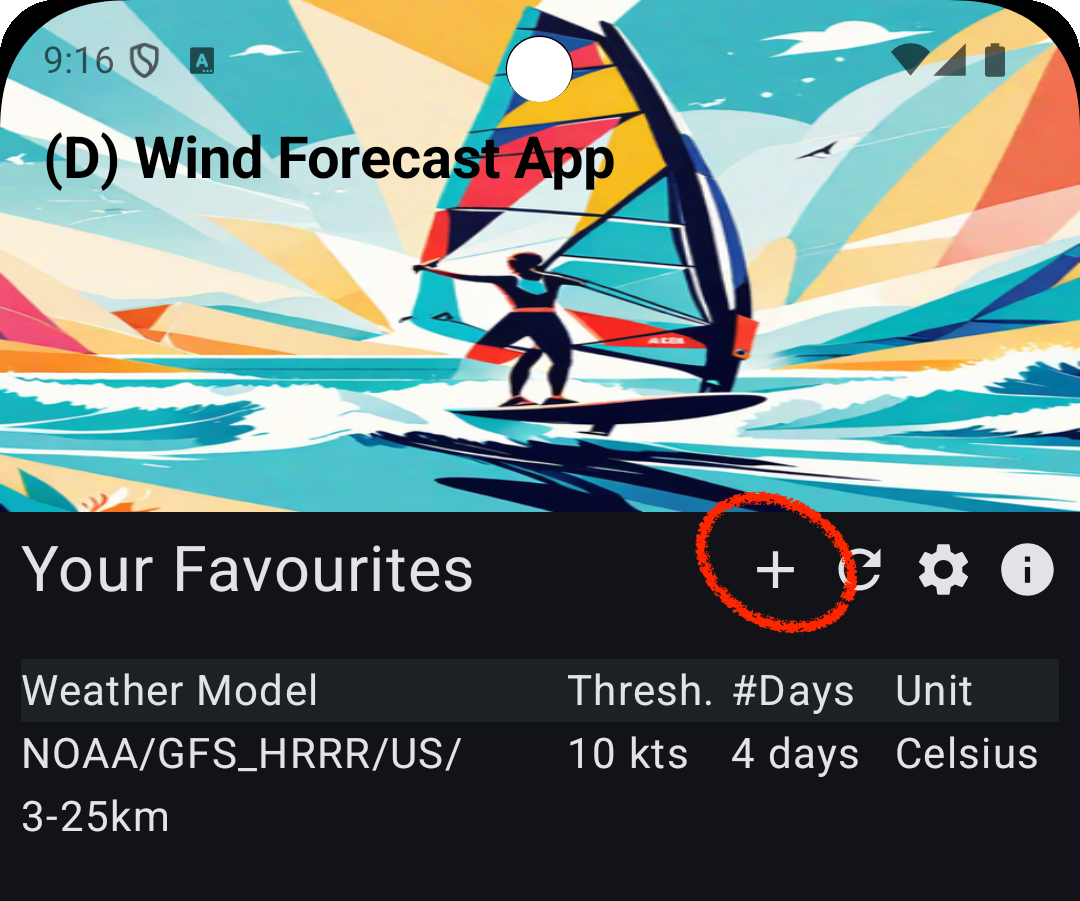 9:16 A
(D) Wind Forecast App
Your Favourites
Weather Model Thresh. #Days Unit
NOAA/GFS_HRRR/US/ 10 kts 4 days Celsius
3-25km